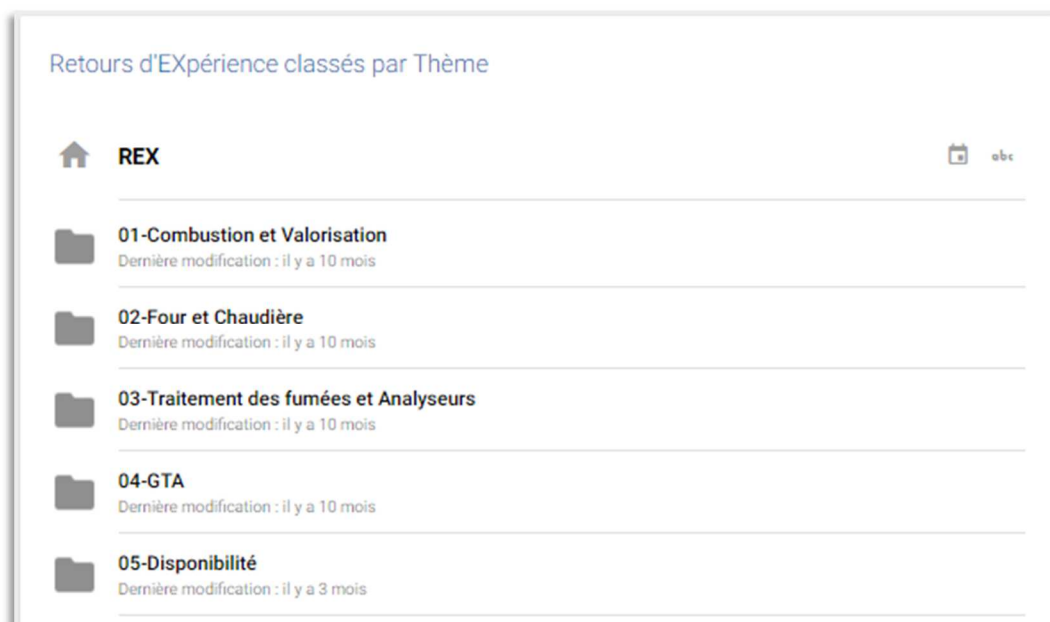 Retours d'EXpérience classés par Thème
REX
abc
01-Combustion et Valorisation
Dernière modification : il y a 10 mois
02-Four et Chaudière
Dernière modification : il y a 10 mois
03-Traitement des fumées et Analyseurs
Dernière modification : il y a 10 mois
04-GTA
Dernière modification : il y a 10 mois
05-Disponibilité
Dernière modification : il y a 3 mois